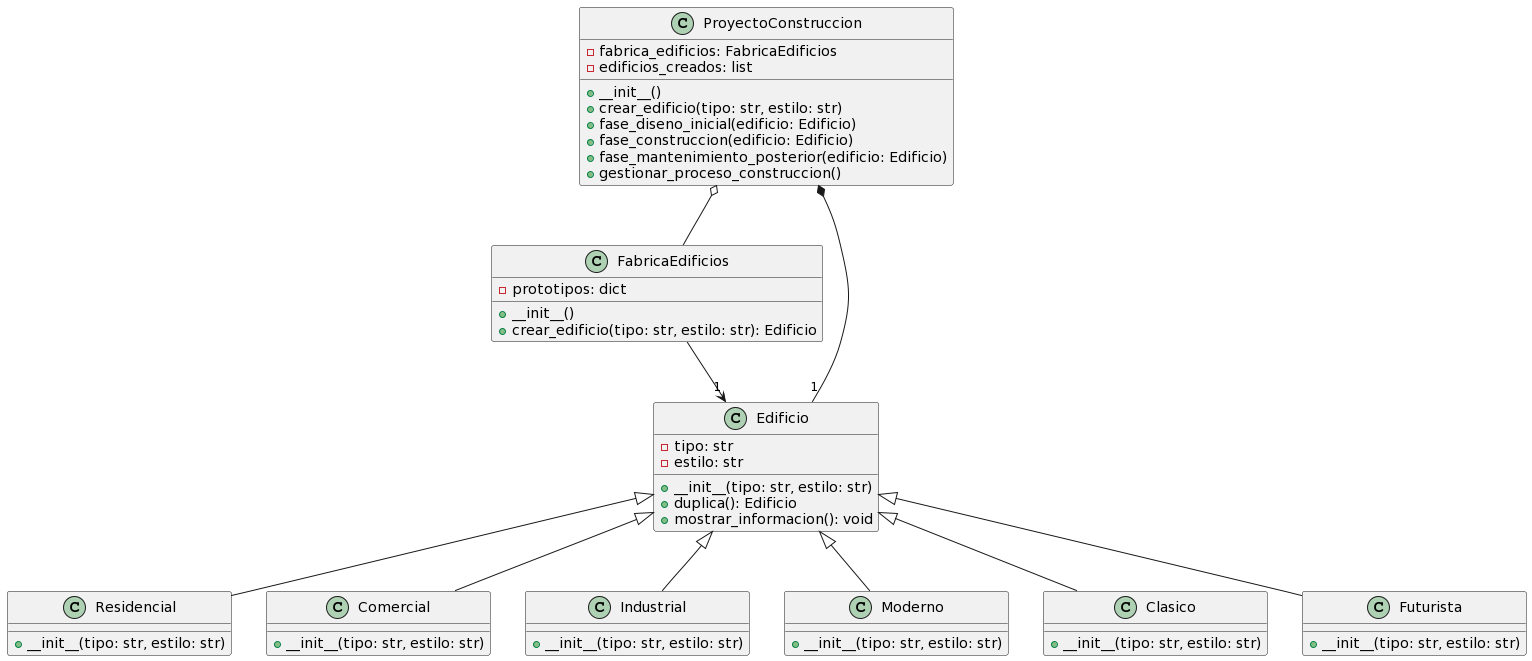 C ProyectoConstruccion
fabrica_edificios: FabricaEdificios
edificios_creados: list
__init__()
crear_edificio(tipo: str, estilo: str)
fase_diseno_inicial(edificio: Edificio)
fase_construccion(edificio: Edificio)
fase_mantenimiento_posterior(edificio: Edificio)
gestionar_proceso_construccion()
C FabricaEdificios
prototipos: dict
__init__()
crear_edificio(tipo: str, estilo: str): Edificio
1
1
C Edificio
tipo: str
estilo: str
__init__(tipo: str, estilo: str)
duplica(): Edificio
mostrar_informacion(): void
C Residencial
__init__(tipo: str, estilo: str)
C Comercial
__init__(tipo: str, estilo: str)
C Industrial
__init__(tipo: str, estilo: str)
C Moderno
__init__(tipo: str, estilo: str)
C Clasico
__init__(tipo: str, estilo: str)
C Futurista
__init__(tipo: str, estilo: str)